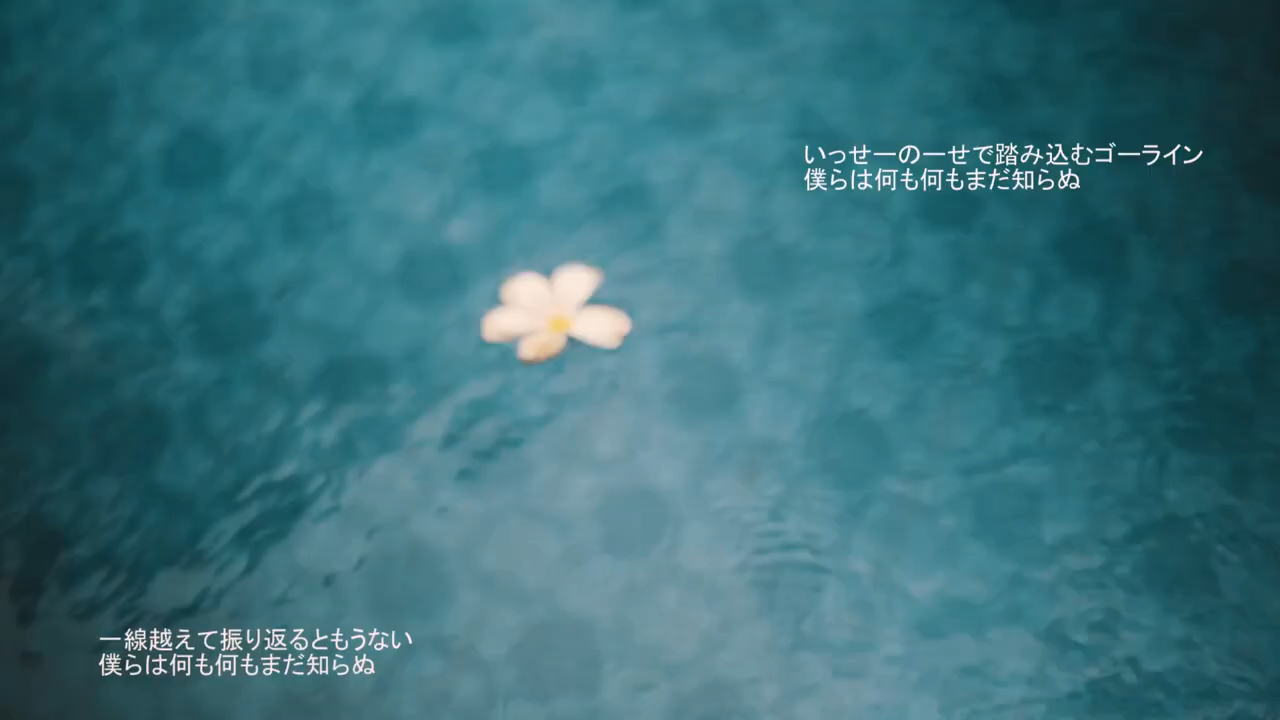 いっせーのーせで踏み込むゴーライン
僕らは何も何もまだ知らぬ
一線越えて振り返るともうない
僕らは何も何もまだ知らぬ